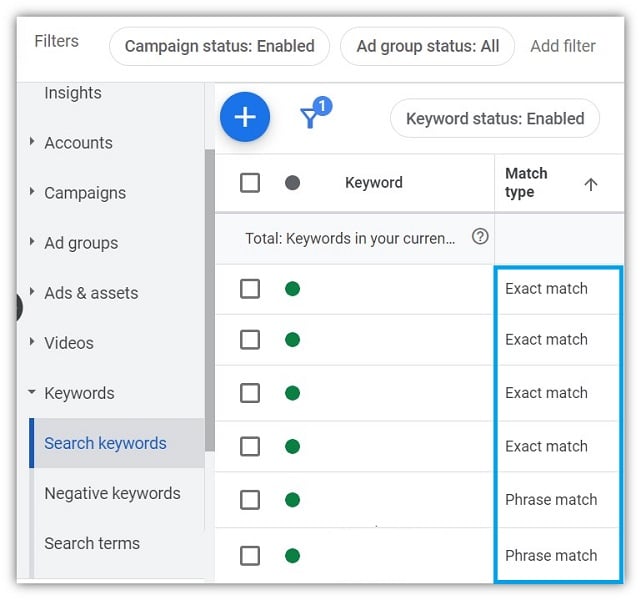 Filters
Campaign status: Enabled
Ad group status: All
Add filter
Insights
Accounts
Campaigns
Ad groups
Ads & assets
Videos
Keywords
Search keywords
Negative keywords
Search terms
1
Keyword status: Enabled
Keyword
Match
type
Total: Keywords in your curren...
Exact match
Exact match
Exact match
Exact match
Phrase match
Phrase match